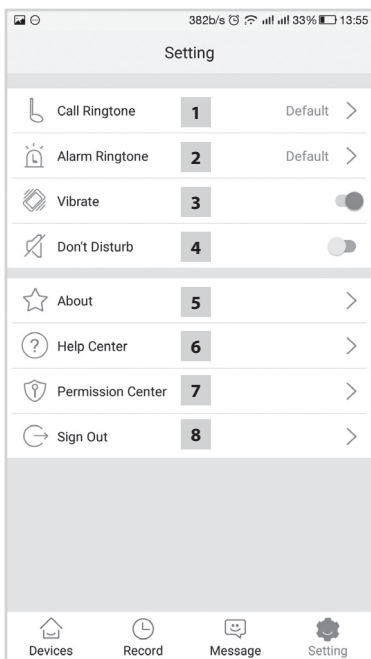 382b/s 33% 13:55
Setting
Call Ringtone 1 Default
Alarm Ringtone 2 Default
Vibrate 3
Don't Disturb 4
About 5
Help Center 6
Permission Center 7
Sign Out 8
Devices Record Message Setting